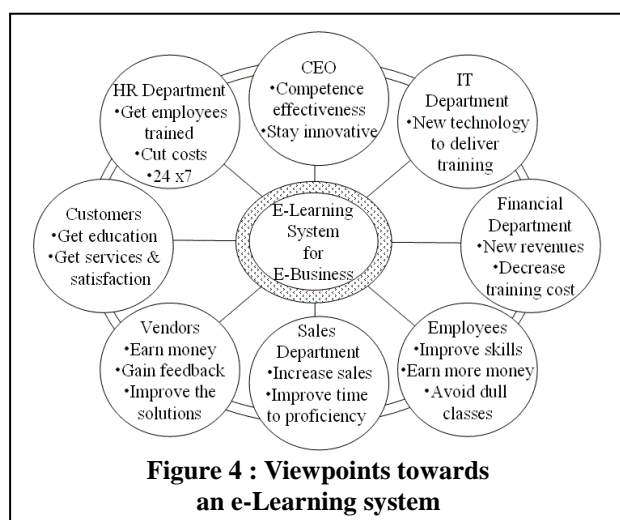 CEO
•Competence
effectiveness
•Stay innovative
IT
Department
•New technology
to deliver
training
Financial
Department
•New revenues
•Decrease
training cost
Employees
•Improve skills
•Earn more money
•Avoid dull
classes
Sales
Department
•Increase sales
•Improve time
to proficiency
Vendors
•Earn money
•Gain feedback
•Improve the
solutions
Customers
•Get education
•Get services &
satisfaction
HR Department
•Get employees
trained
•Cut costs
•24 x7
E-Learning
System
for
E-Business
Figure 4 : Viewpoints towards
an e-Learning system